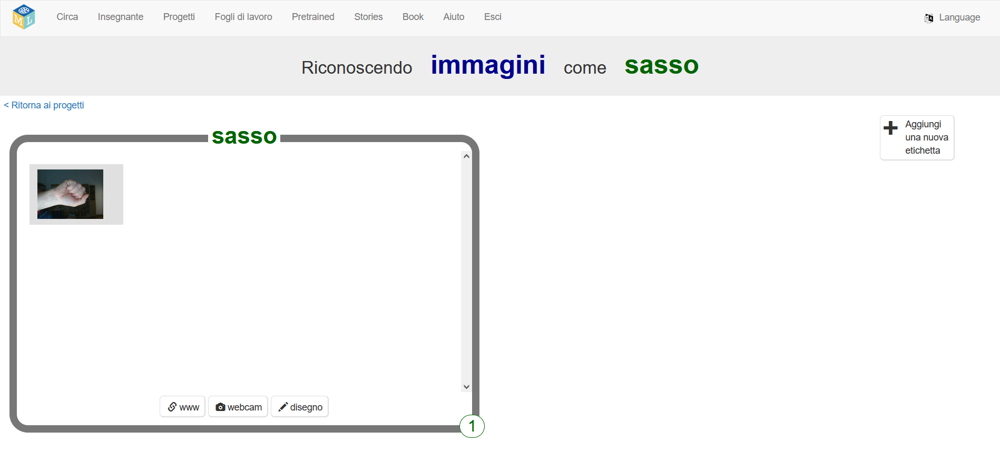 ML
Circa Insegnante Progetti Fogli di lavoro Pretrained Stories Book Aiuto Esci Language
Riconoscendo immagini come sasso
< Ritorna ai progetti
Aggiungi
una nuova
etichetta
sasso
www webcam disegno
1